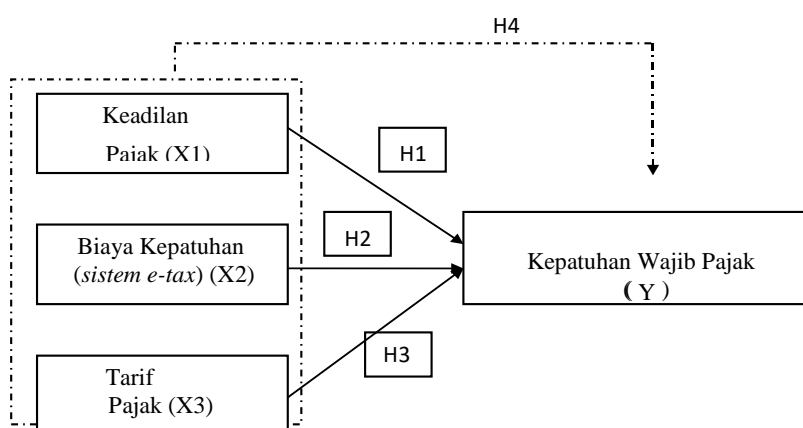 H4
Keadilan
Pajak (X1)
H1
Biaya Kepatuhan
(sistem e-tax) (X2)
H2
Kepatuhan Wajib Pajak
( Y )
H3
Tarif
Pajak (X3)